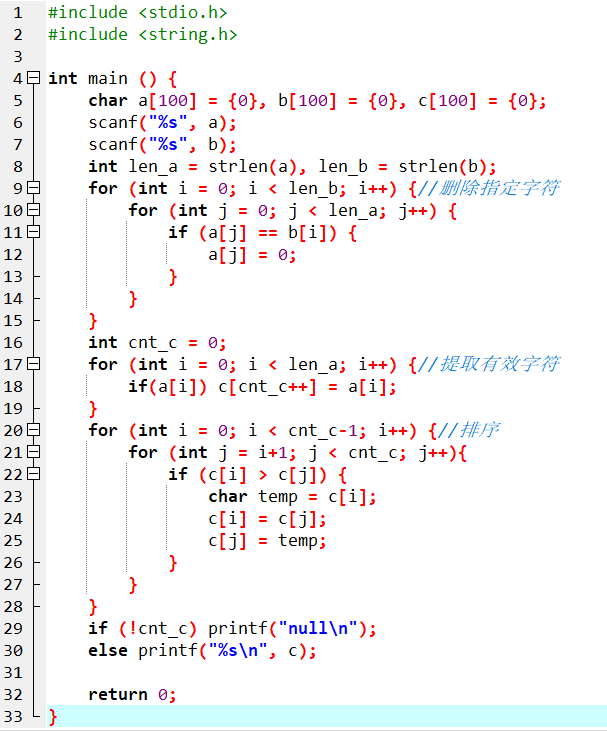 1 #include <stdio.h>
2 #include <string.h>
3
4 int main () {
5     char a[100] = {0}, b[100] = {0}, c[100] = {0};
6     scanf("%s", a);
7     scanf("%s", b);
8     int len_a = strlen(a), len_b = strlen(b);
9     for (int i = 0; i < len_b; i++) {//删除指定字符
10         for (int j = 0; j < len_a; j++) {
11             if (a[j] == b[i]) {
12                 a[j] = 0;
13             }
14         }
15     }
16     int cnt_c = 0;
17     for (int i = 0; i < len_a; i++) {//提取有效字符
18         if(a[i]) c[cnt_c++] = a[i];
19     }
20     for (int i = 0; i < cnt_c-1; i++) {//排序
21         for (int j = i+1; j < cnt_c; j++){
22             if (c[i] > c[j]) {
23                 char temp = c[i];
24                 c[i] = c[j];
25                 c[j] = temp;
26             }
27         }
28     }
29     if (!cnt_c) printf("null\n");
30     else printf("%s\n", c);
31
32     return 0;
33 }